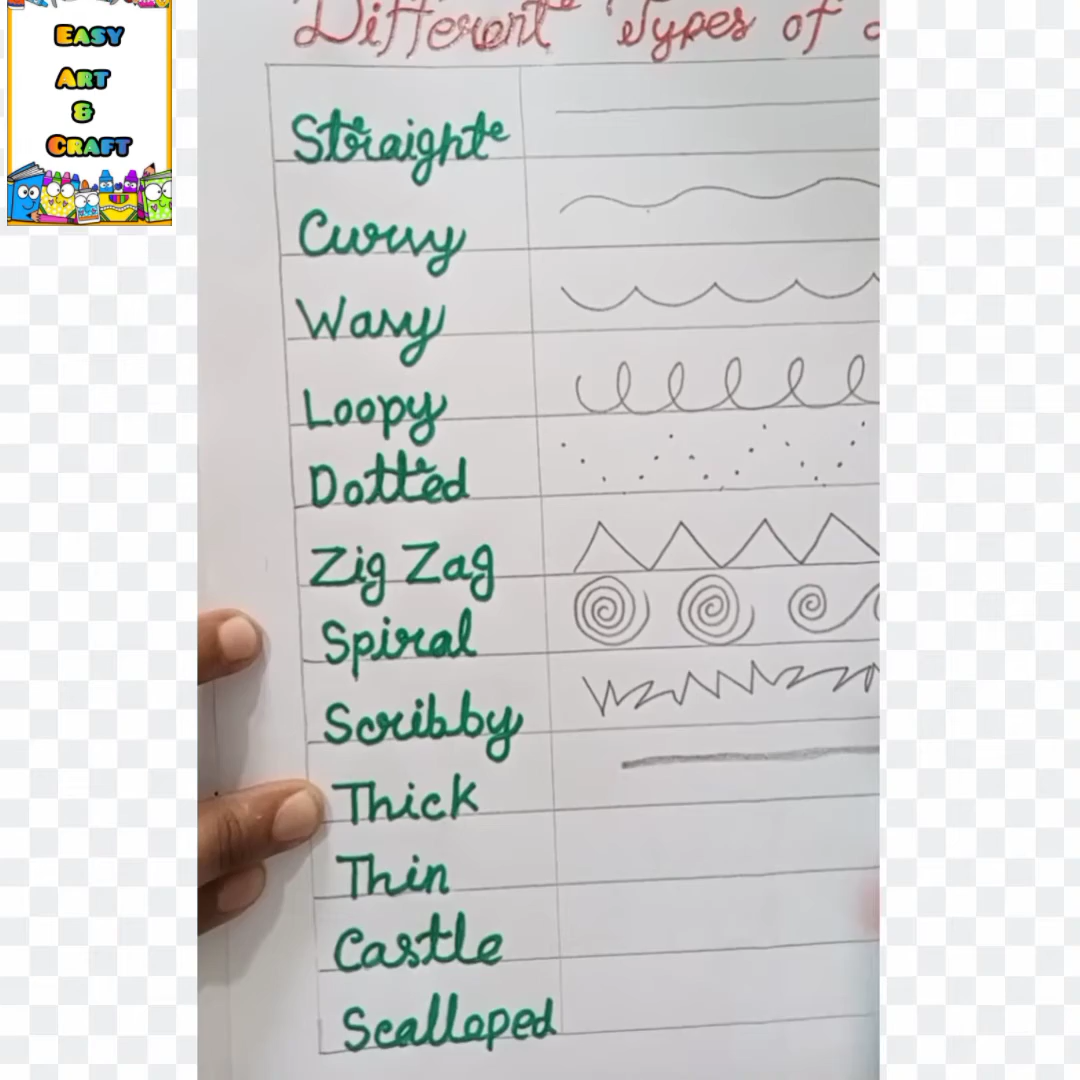 EASY
ART
&
CRAFT
Different Types of
Straight
Curvy
Wavy
Loopy
Dotted
Zig Zag
Spiral
Scribby
Thick
Thin
Castle
Scalloped